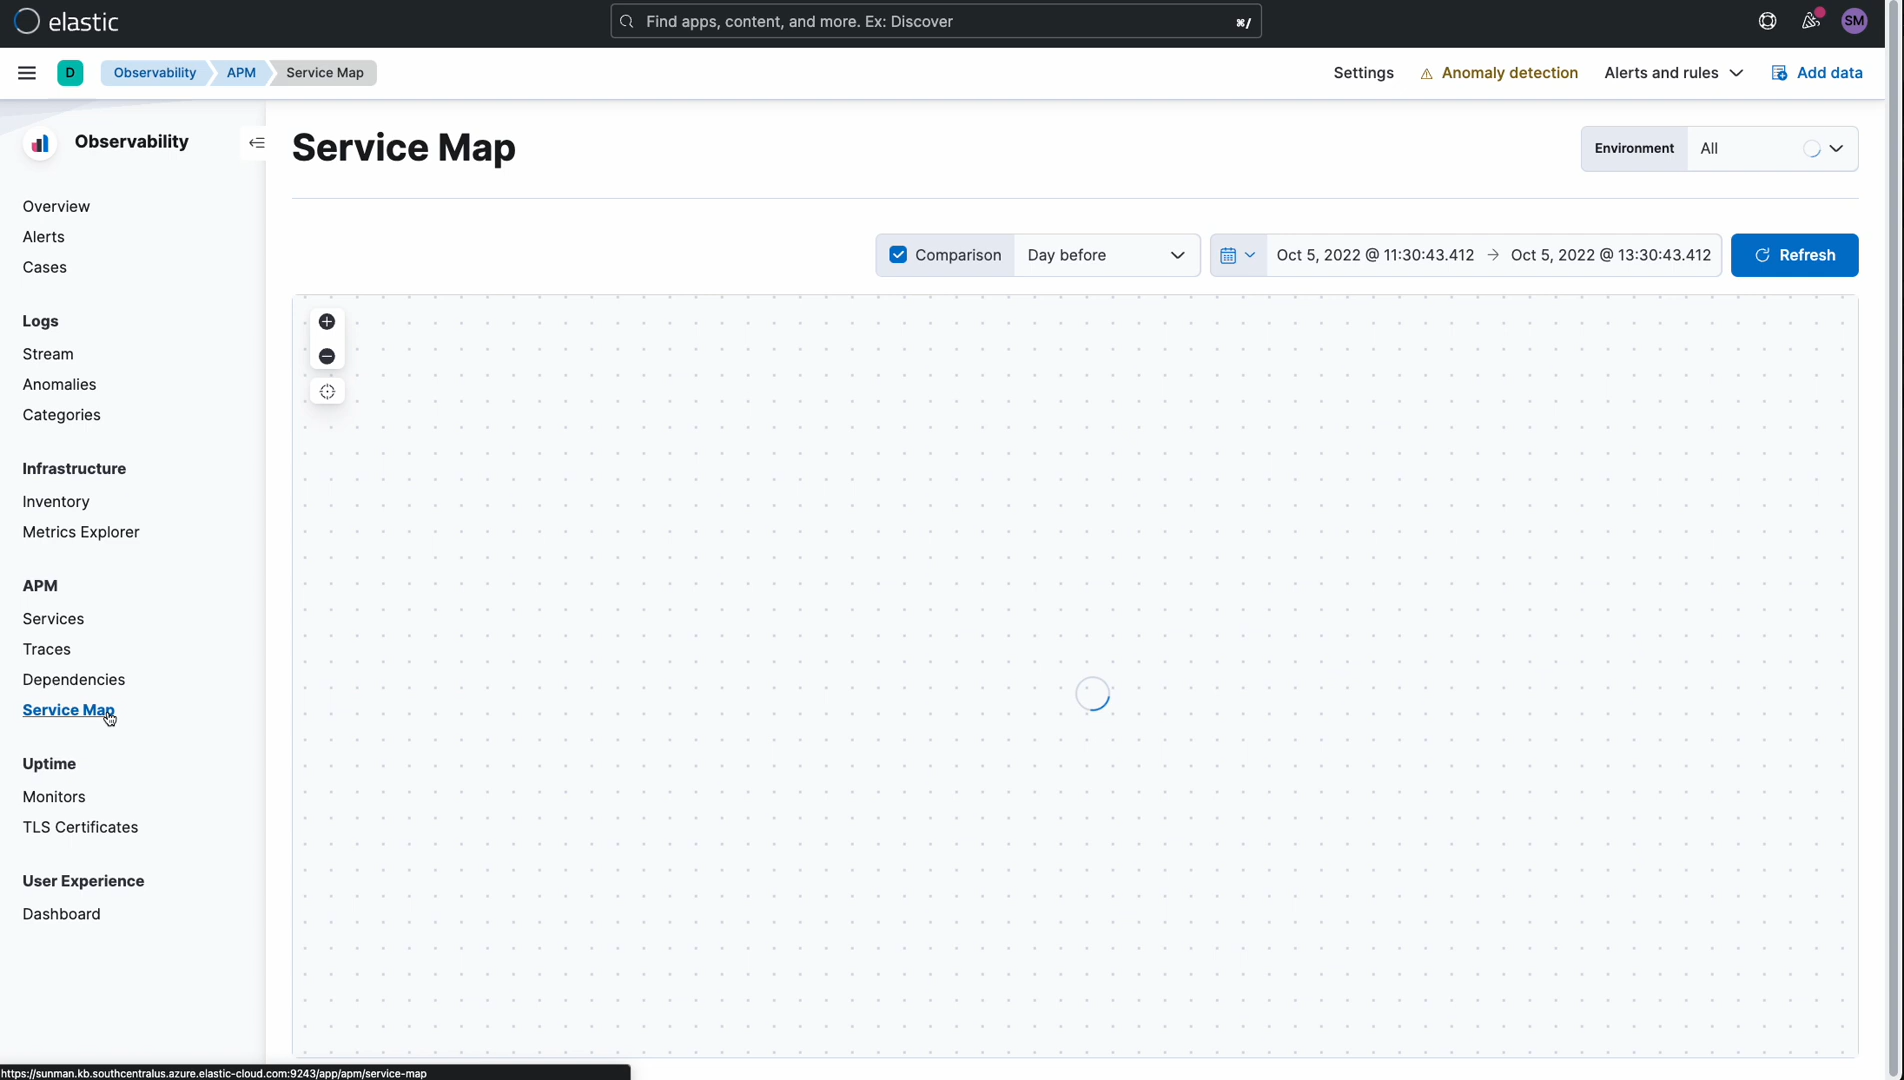 elastic
Find apps, content, and more. Ex: Discover
⌘/
SM
D
Observability
APM
Service Map
Settings
Anomaly detection
Alerts and rules
Add data
Observability
Service Map
Environment
All
Overview
Alerts
Cases
Comparison
Day before
Oct 5, 2022 @ 11:30:43.412 → Oct 5, 2022 @ 13:30:43.412
Refresh
Logs
Stream
Anomalies
Categories
Infrastructure
Inventory
Metrics Explorer
APM
Services
Traces
Dependencies
Service Map
Uptime
Monitors
TLS Certificates
User Experience
Dashboard
https://sunman.kb.southcentralus.azure.elastic-cloud.com:9243/app/apm/service-map